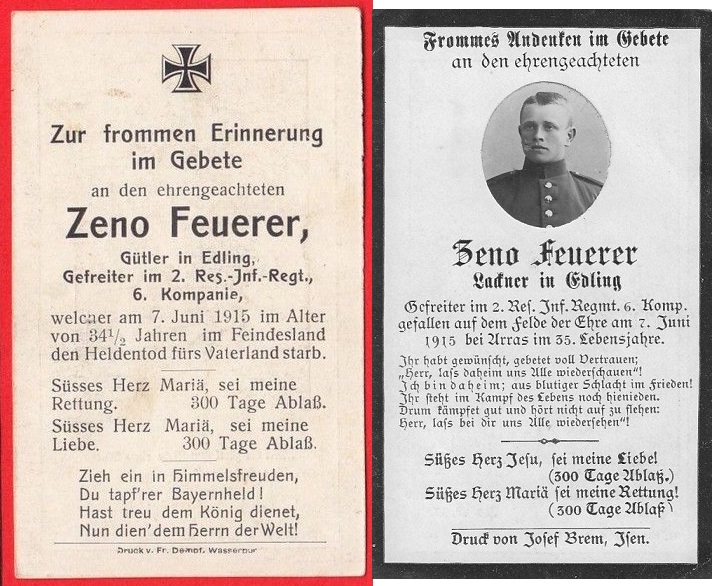 Zur frommen Erinnerung
im Gebete
an den ehrengeachteten
Zeno Feuerer,
Gütler in Edling,
Gefreiter im 2. Res.-Jnf.-Regt.,
6. Kompanie,
welcner am 7. Juni 1915 im Alter
von 34 1/2 Jahren im Feindesland
den Heldentod fürs Vaterland starb.
Süsses Herz Mariä, sei meine
Rettung. 300 Tage Ablaß.
Süsses Herz Mariä, sei meine
Liebe. 300 Tage Ablaß.
Zieh ein in Himmelsfreuden,
Du tapf'rer Bayernheld!
Hast treu dem König dienet,
Nun dien' dem Herrn der Welt!
Druck v. Fr. Dempf, Wasserbur
Frommes Andenken im Gebete
an den ehrengeachteten
Zeno Feuerer
Lackner in Edling
Gefreiter im 2. Res. Inf. Regmt. 6. Komp.
gefallen auf dem Felde der Ehre am 7. Juni
1915 bei Arras im 35. Lebensjahre.
Ihr habt gewünscht, gebetet voll Vertrauen;
„Herr, lass daheim uns Alle wiederschauen"!
Ich bin daheim; aus blutiger Schlacht im Frieden!
Ihr steht im Kampf des Lebens noch hienieden.
Drum kämpfet gut und hört nicht auf zu flehen:
Herr, lass bei dir uns Alle wiedersehen"!
Süßes Herz Jesu, sei meine Liebe!
(300 Tage Ablaß.)
Süßes Herz Mariä sei meine Rettung!
(300 Tage Ablaß)
Druck von Josef Brem, Isen.